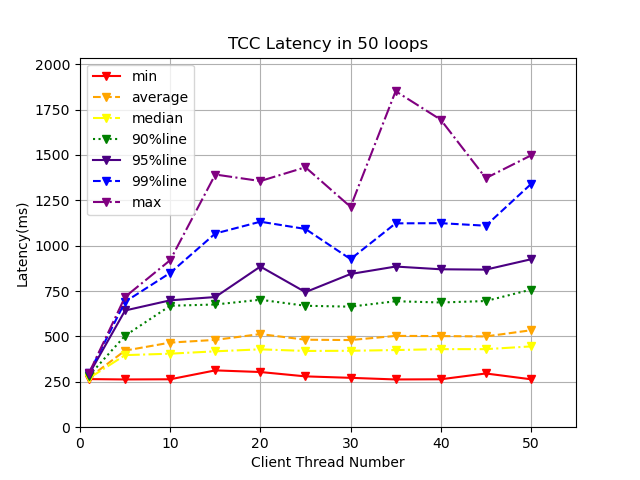 TCC Latency in 50 loops
2000
1750
1500
1250
1000
750
500
250
0
Latency(ms)
min
average
median
90%line
95%line
99%line
max
0 10 20 30 40 50
Client Thread Number